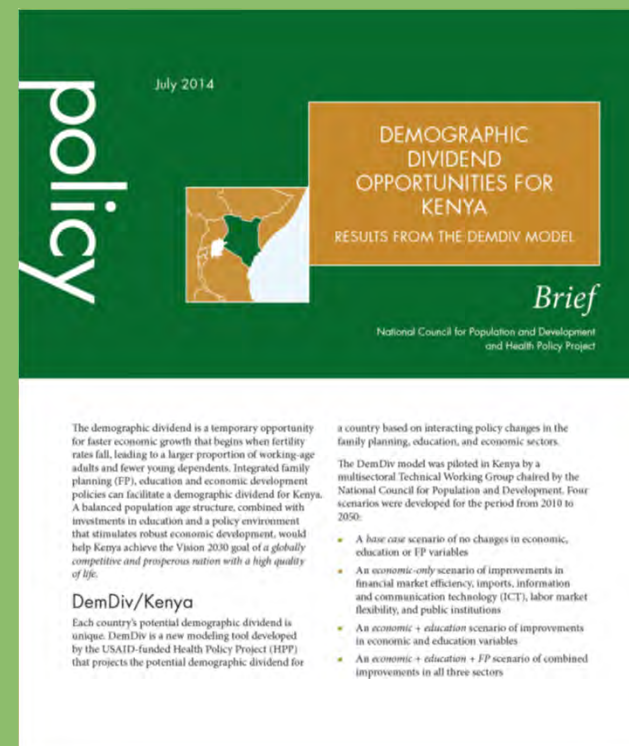 policy
July 2014
DEMOGRAPHIC
DIVIDEND
OPPORTUNITIES FOR
KENYA
RESULTS FROM THE DEMDIV MODEL
Brief
National Council for Population and Development
and Health Policy Project
The demographic dividend is a temporary opportunity
for faster economic growth that begins when fertility
rates fall, leading to a larger proportion of working-age
adults and fewer young dependents. Integrated family
planning (FP), education and economic development
policies can facilitate a demographic dividend for Kenya.
A balanced population age structure, combined with
investments in education and a policy environment
that stimulates robust economic development, would
help Kenya achieve the Vision 2030 goal of a globally
competitive and prosperous nation with a high quality
of life.
DemDiv/Kenya
Each country's potential demographic dividend is
unique. DemDiv is a new modeling tool developed
by the USAID-funded Health Policy Project (HPP)
that projects the potential demographic dividend for
a country based on interacting policy changes in the
family planning, education, and economic sectors.
The DemDiv model was piloted in Kenya by a
multisectoral Technical Working Group chaired by the
National Council for Population and Development. Four
scenarios were developed for the period from 2010 to
2050:
A base case scenario of no changes in economic,
education or FP variables
An economic-only scenario of improvements in
financial market efficiency, imports, information
and communication technology (ICT), labor market
flexibility, and public institutions
An economic + education scenario of improvements
in economic and education variables
An economic + education + FP scenario of combined
improvements in all three sectors